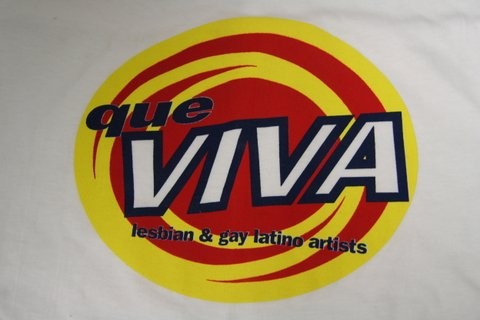 que
VIVA
lesbian & gay latino artists